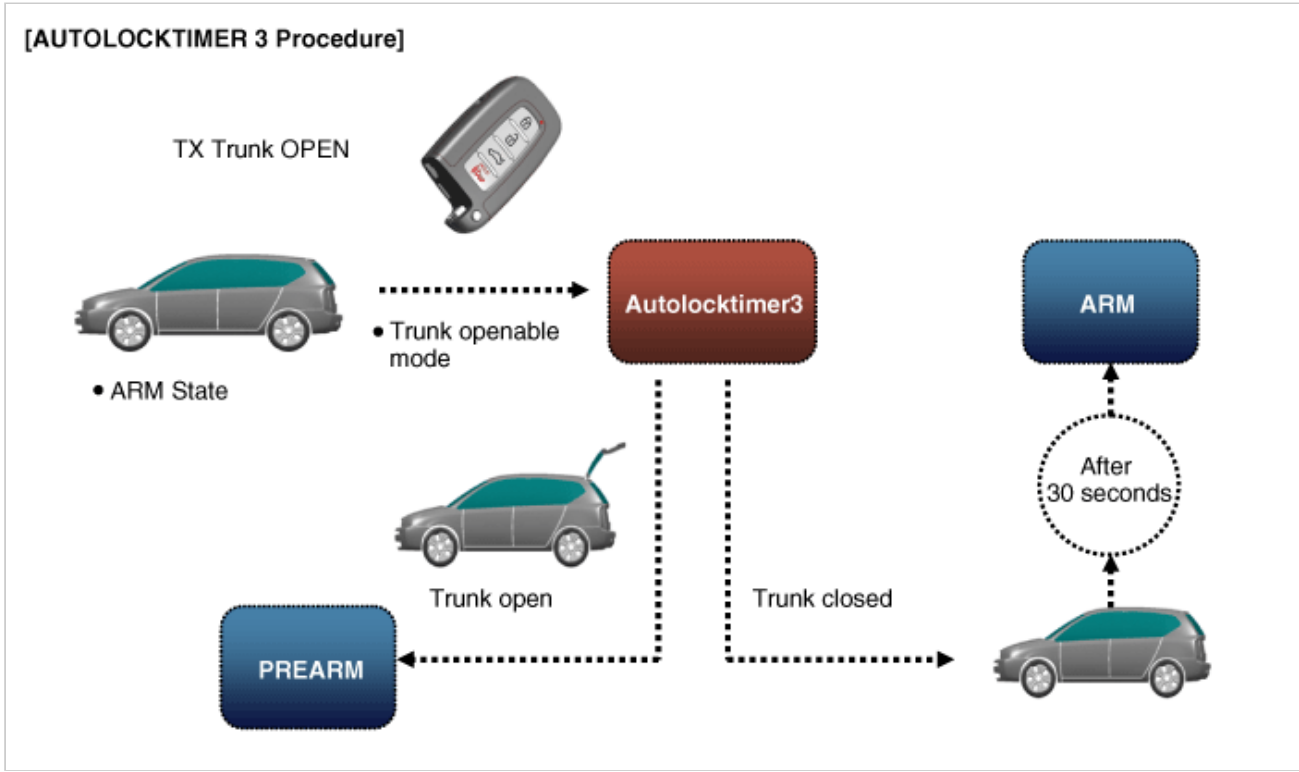 [AUTOLOCKTIMER 3 Procedure]
TX Trunk OPEN
Autolocktimer3
ARM
• Trunk openable
mode
• ARM State
After
30 seconds
Trunk open
Trunk closed
PREARM